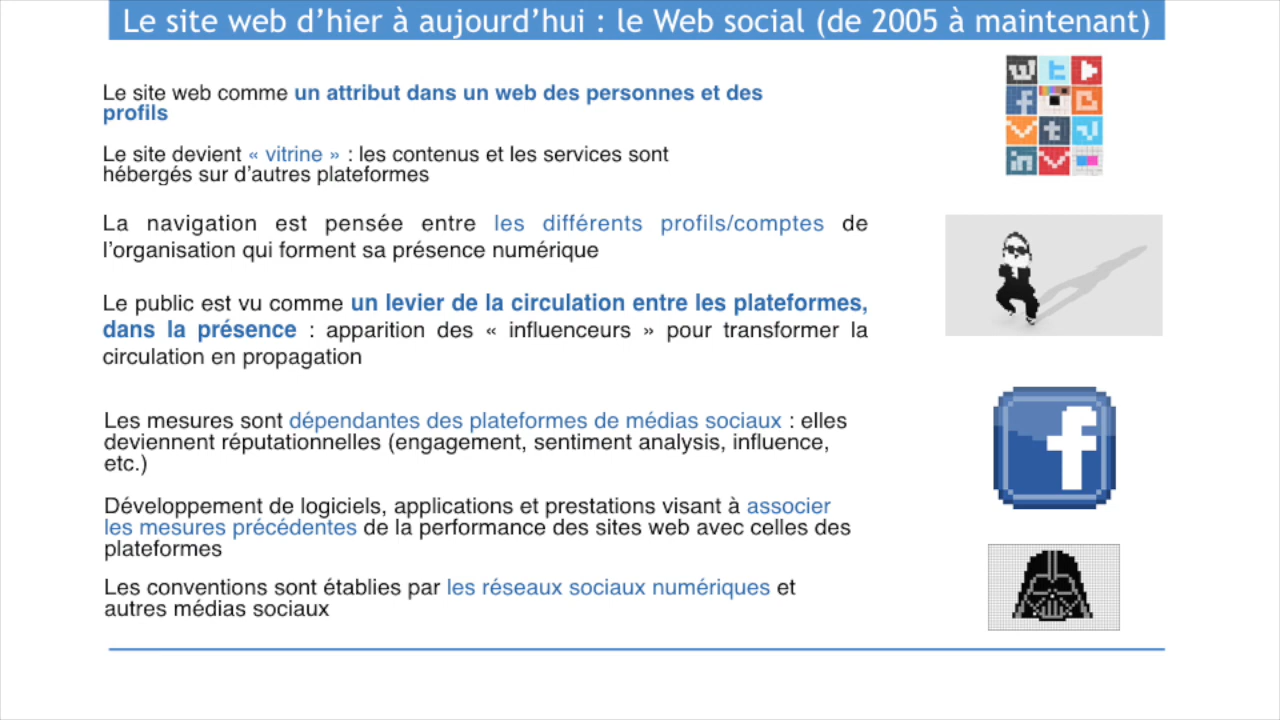 Le site web d’hier à aujourd’hui : le Web social (de 2005 à maintenant)
Le site web comme un attribut dans un web des personnes et des
profils
Le site devient « vitrine » : les contenus et les services sont
hébergés sur d’autres plateformes
La navigation est pensée entre les différents profils/comptes de
l’organisation qui forment sa présence numérique
Le public est vu comme un levier de la circulation entre les plateformes,
dans la présence : apparition des « influenceurs » pour transformer la
circulation en propagation
Les mesures sont dépendantes des plateformes de médias sociaux : elles
deviennent réputationnelles (engagement, sentiment analysis, influence,
etc.)
Développement de logiciels, applications et prestations visant à associer
les mesures précédentes de la performance des sites web avec celles des
plateformes
Les conventions sont établies par les réseaux sociaux numériques et
autres médias sociaux